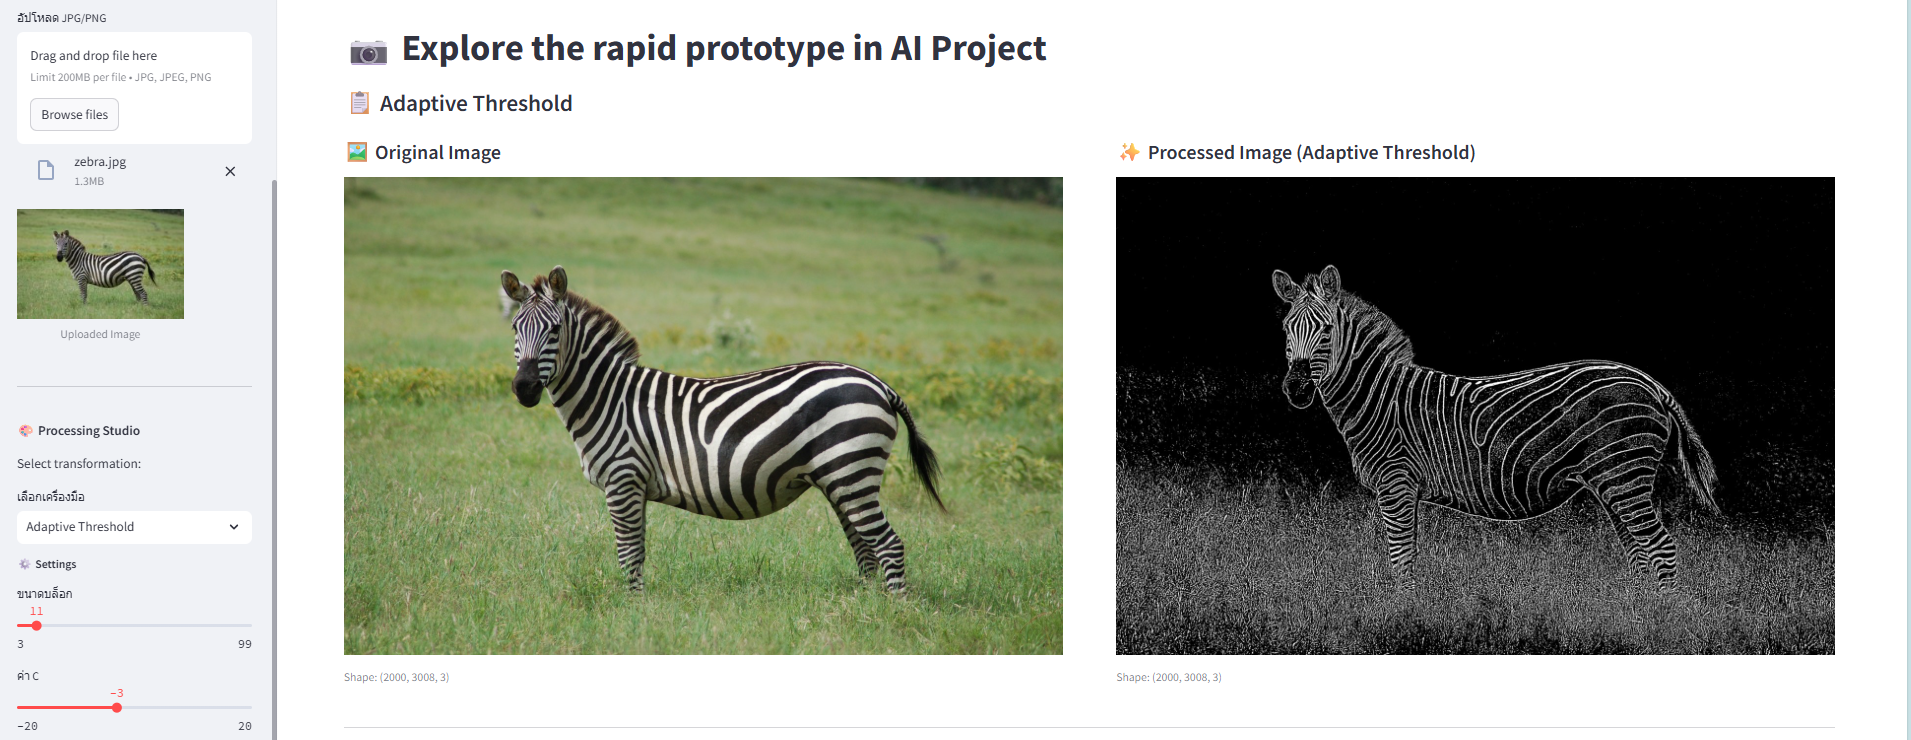 อัปโหลด JPG/PNG
Drag and drop file here
Limit 200MB per file • JPG, JPEG, PNG
Browse files
zebra.jpg
1.3MB
Uploaded Image
Processing Studio
Select transformation:
เลือกเครื่องมือ
Adaptive Threshold
Settings
ขนาดบล็อก
11
3 99
ค่า C
-3
-20 20
Explore the rapid prototype in AI Project
Adaptive Threshold
Original Image
Shape: (2000, 3008, 3)
Processed Image (Adaptive Threshold)
Shape: (2000, 3008, 3)